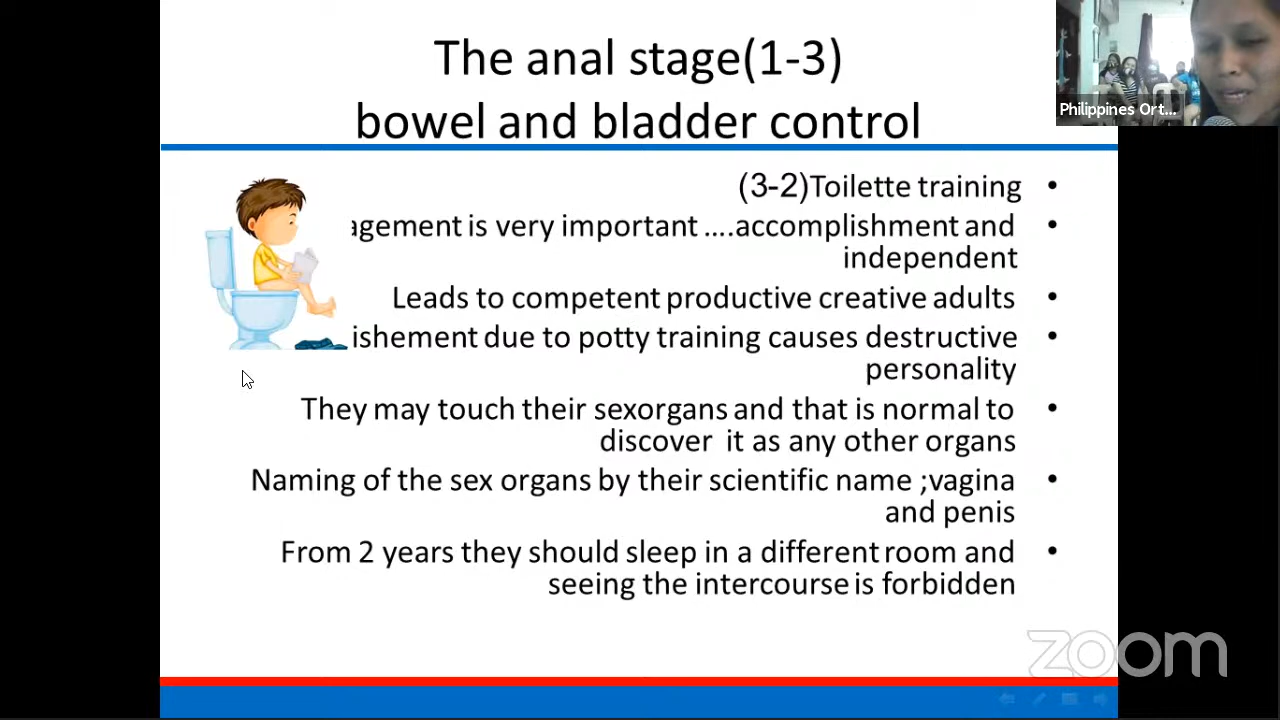 The anal stage(1-3)
bowel and bladder control
Philippines Ort...
• (3-2)Toilette training
• agement is very important ....accomplishment and
independent
• Leads to competent productive creative adults
• ishement due to potty training causes destructive
personality
• They may touch their sexorgans and that is normal to
discover it as any other organs
• Naming of the sex organs by their scientific name ;vagina
and penis
• From 2 years they should sleep in a different room and
seeing the intercourse is forbidden
zoom